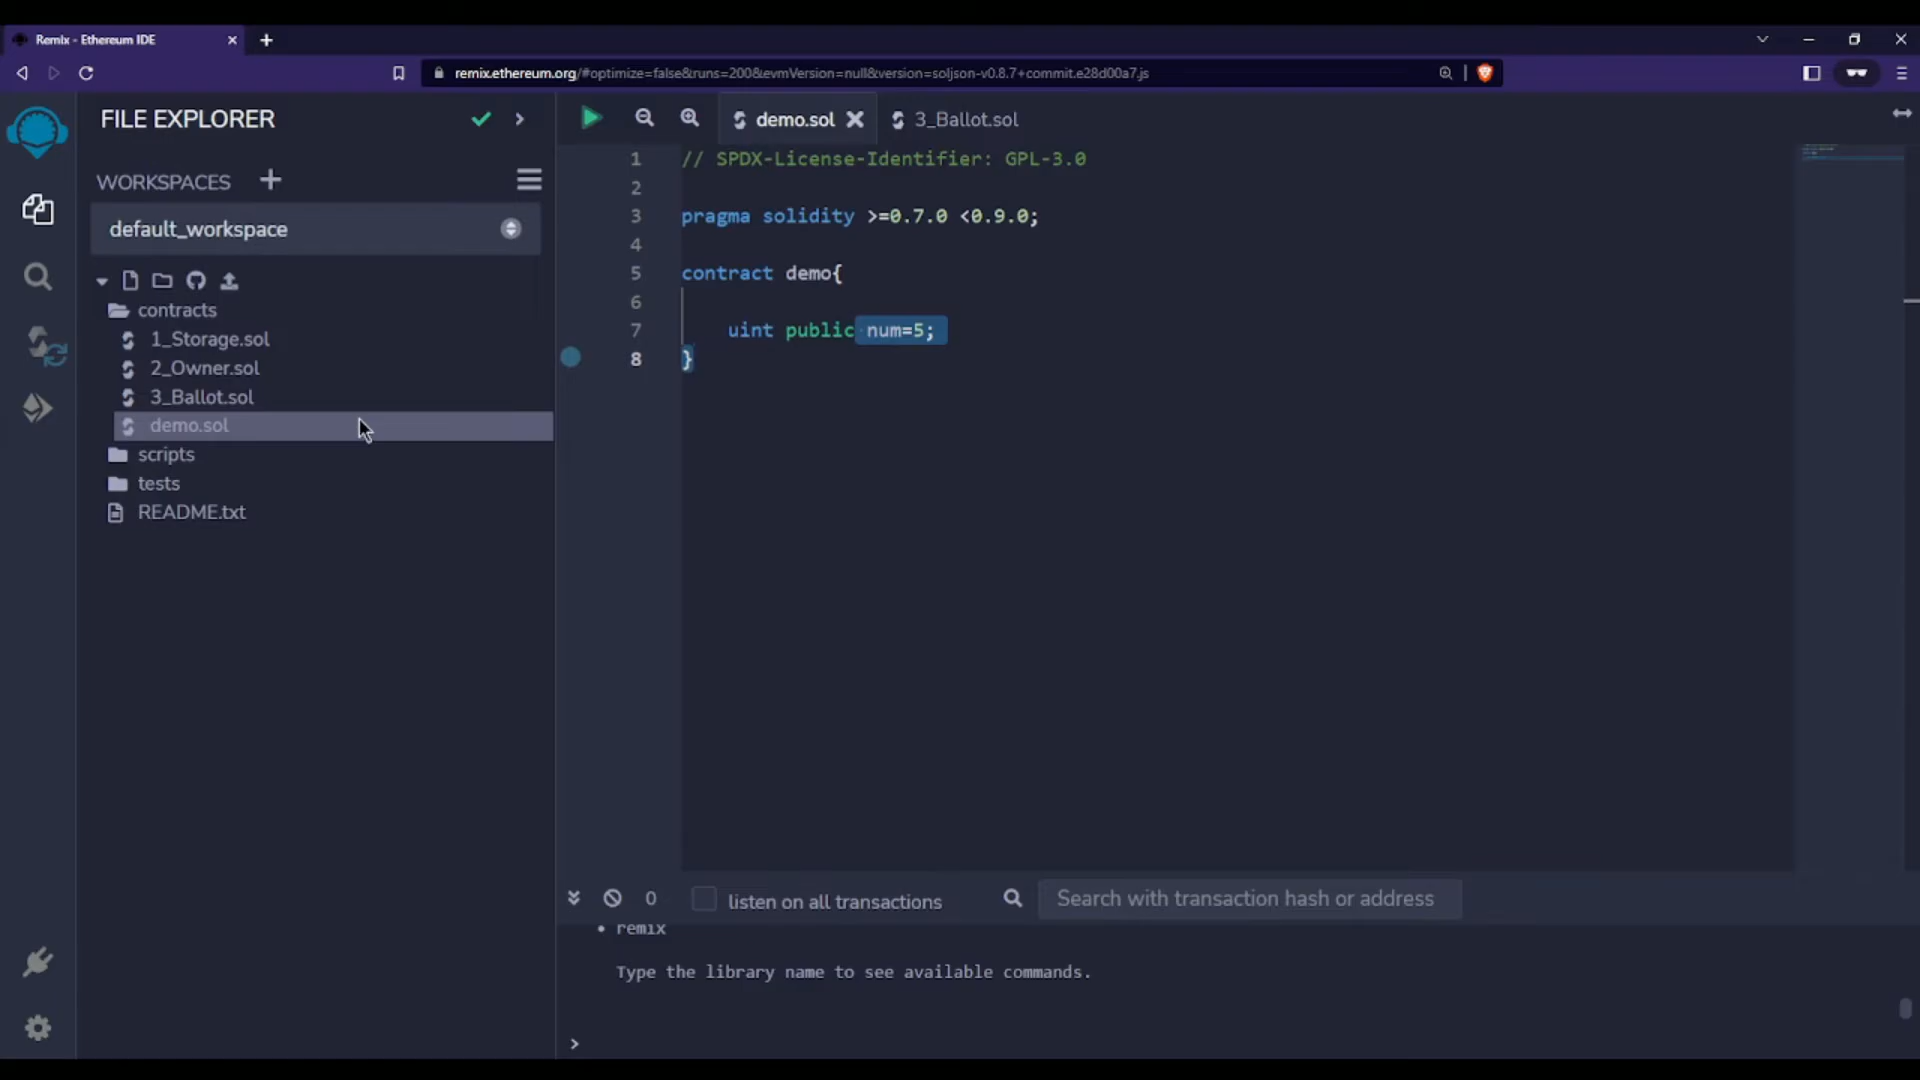 Remix - Ethereum IDE
remix.ethereum.org/#optimize=false&runs=200&evmVersion=null&version=soljson-v0.8.7+commit.e28d00a7.js
FILE EXPLORER
WORKSPACES
default_workspace
contracts
1_Storage.sol
2_Owner.sol
3_Ballot.sol
demo.sol
scripts
tests
README.txt
demo.sol
3_Ballot.sol
1 // SPDX-License-Identifier: GPL-3.0
2
3 pragma solidity >=0.7.0 <0.9.0;
4
5 contract demo{
6
7 uint public num=5;
8 }
0
listen on all transactions
Search with transaction hash or address
• remix
Type the library name to see available commands.
>